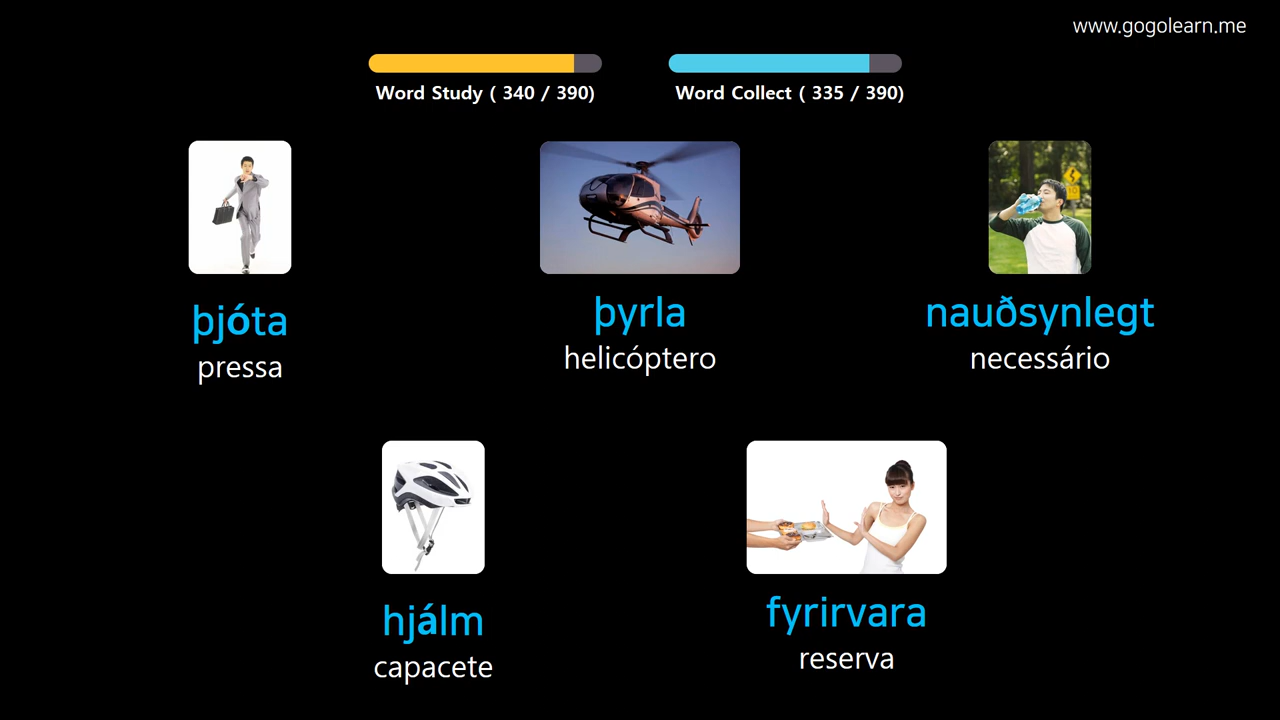 www.gogolearn.me
Word Study ( 340 / 390)
Word Collect ( 335 / 390)
þjóta
pressa
þyrla
helicóptero
nauðsynlegt
necessário
hjálm
capacete
fyrirvara
reserva